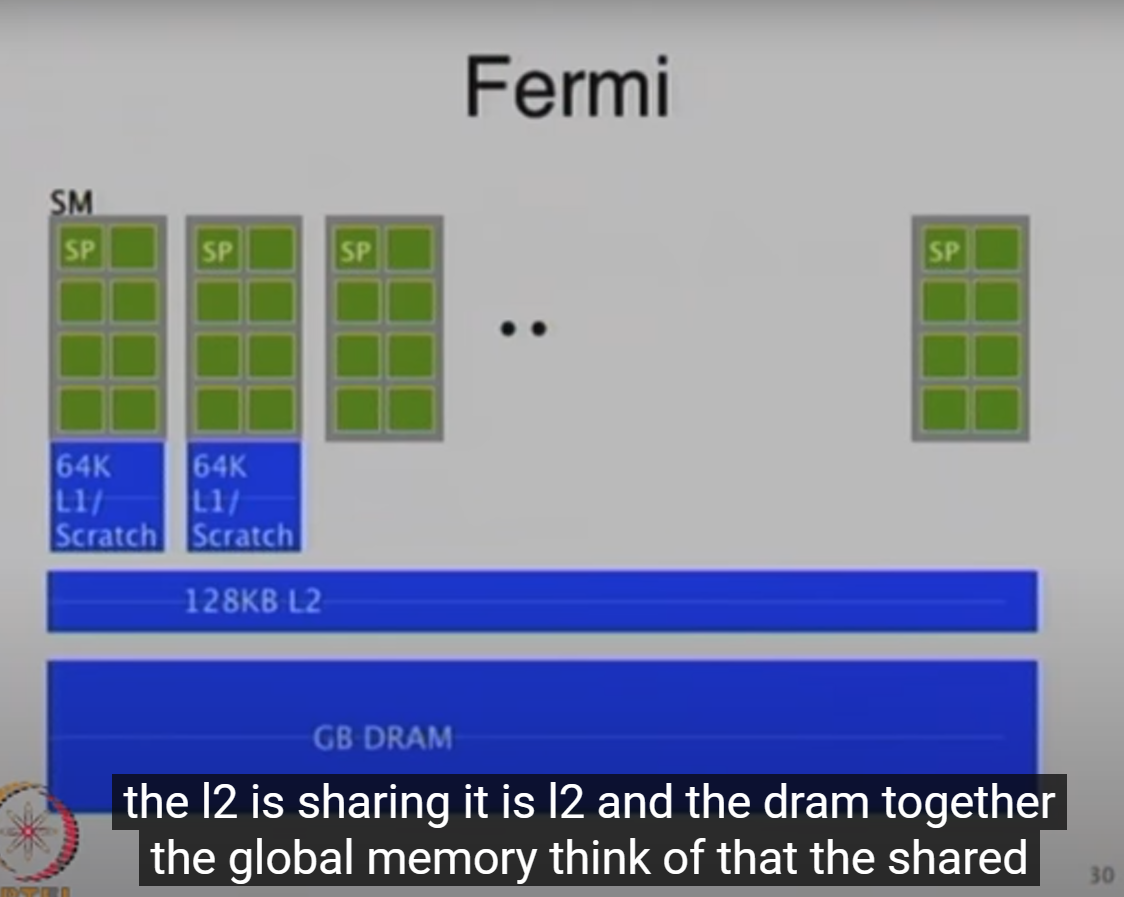 Fermi
SM
SP
SP
SP
SP
64K
L1/
Scratch
64K
L1/
Scratch
128KB L2
GB DRAM
the l2 is sharing it is l2 and the dram together
the global memory think of that the shared
30